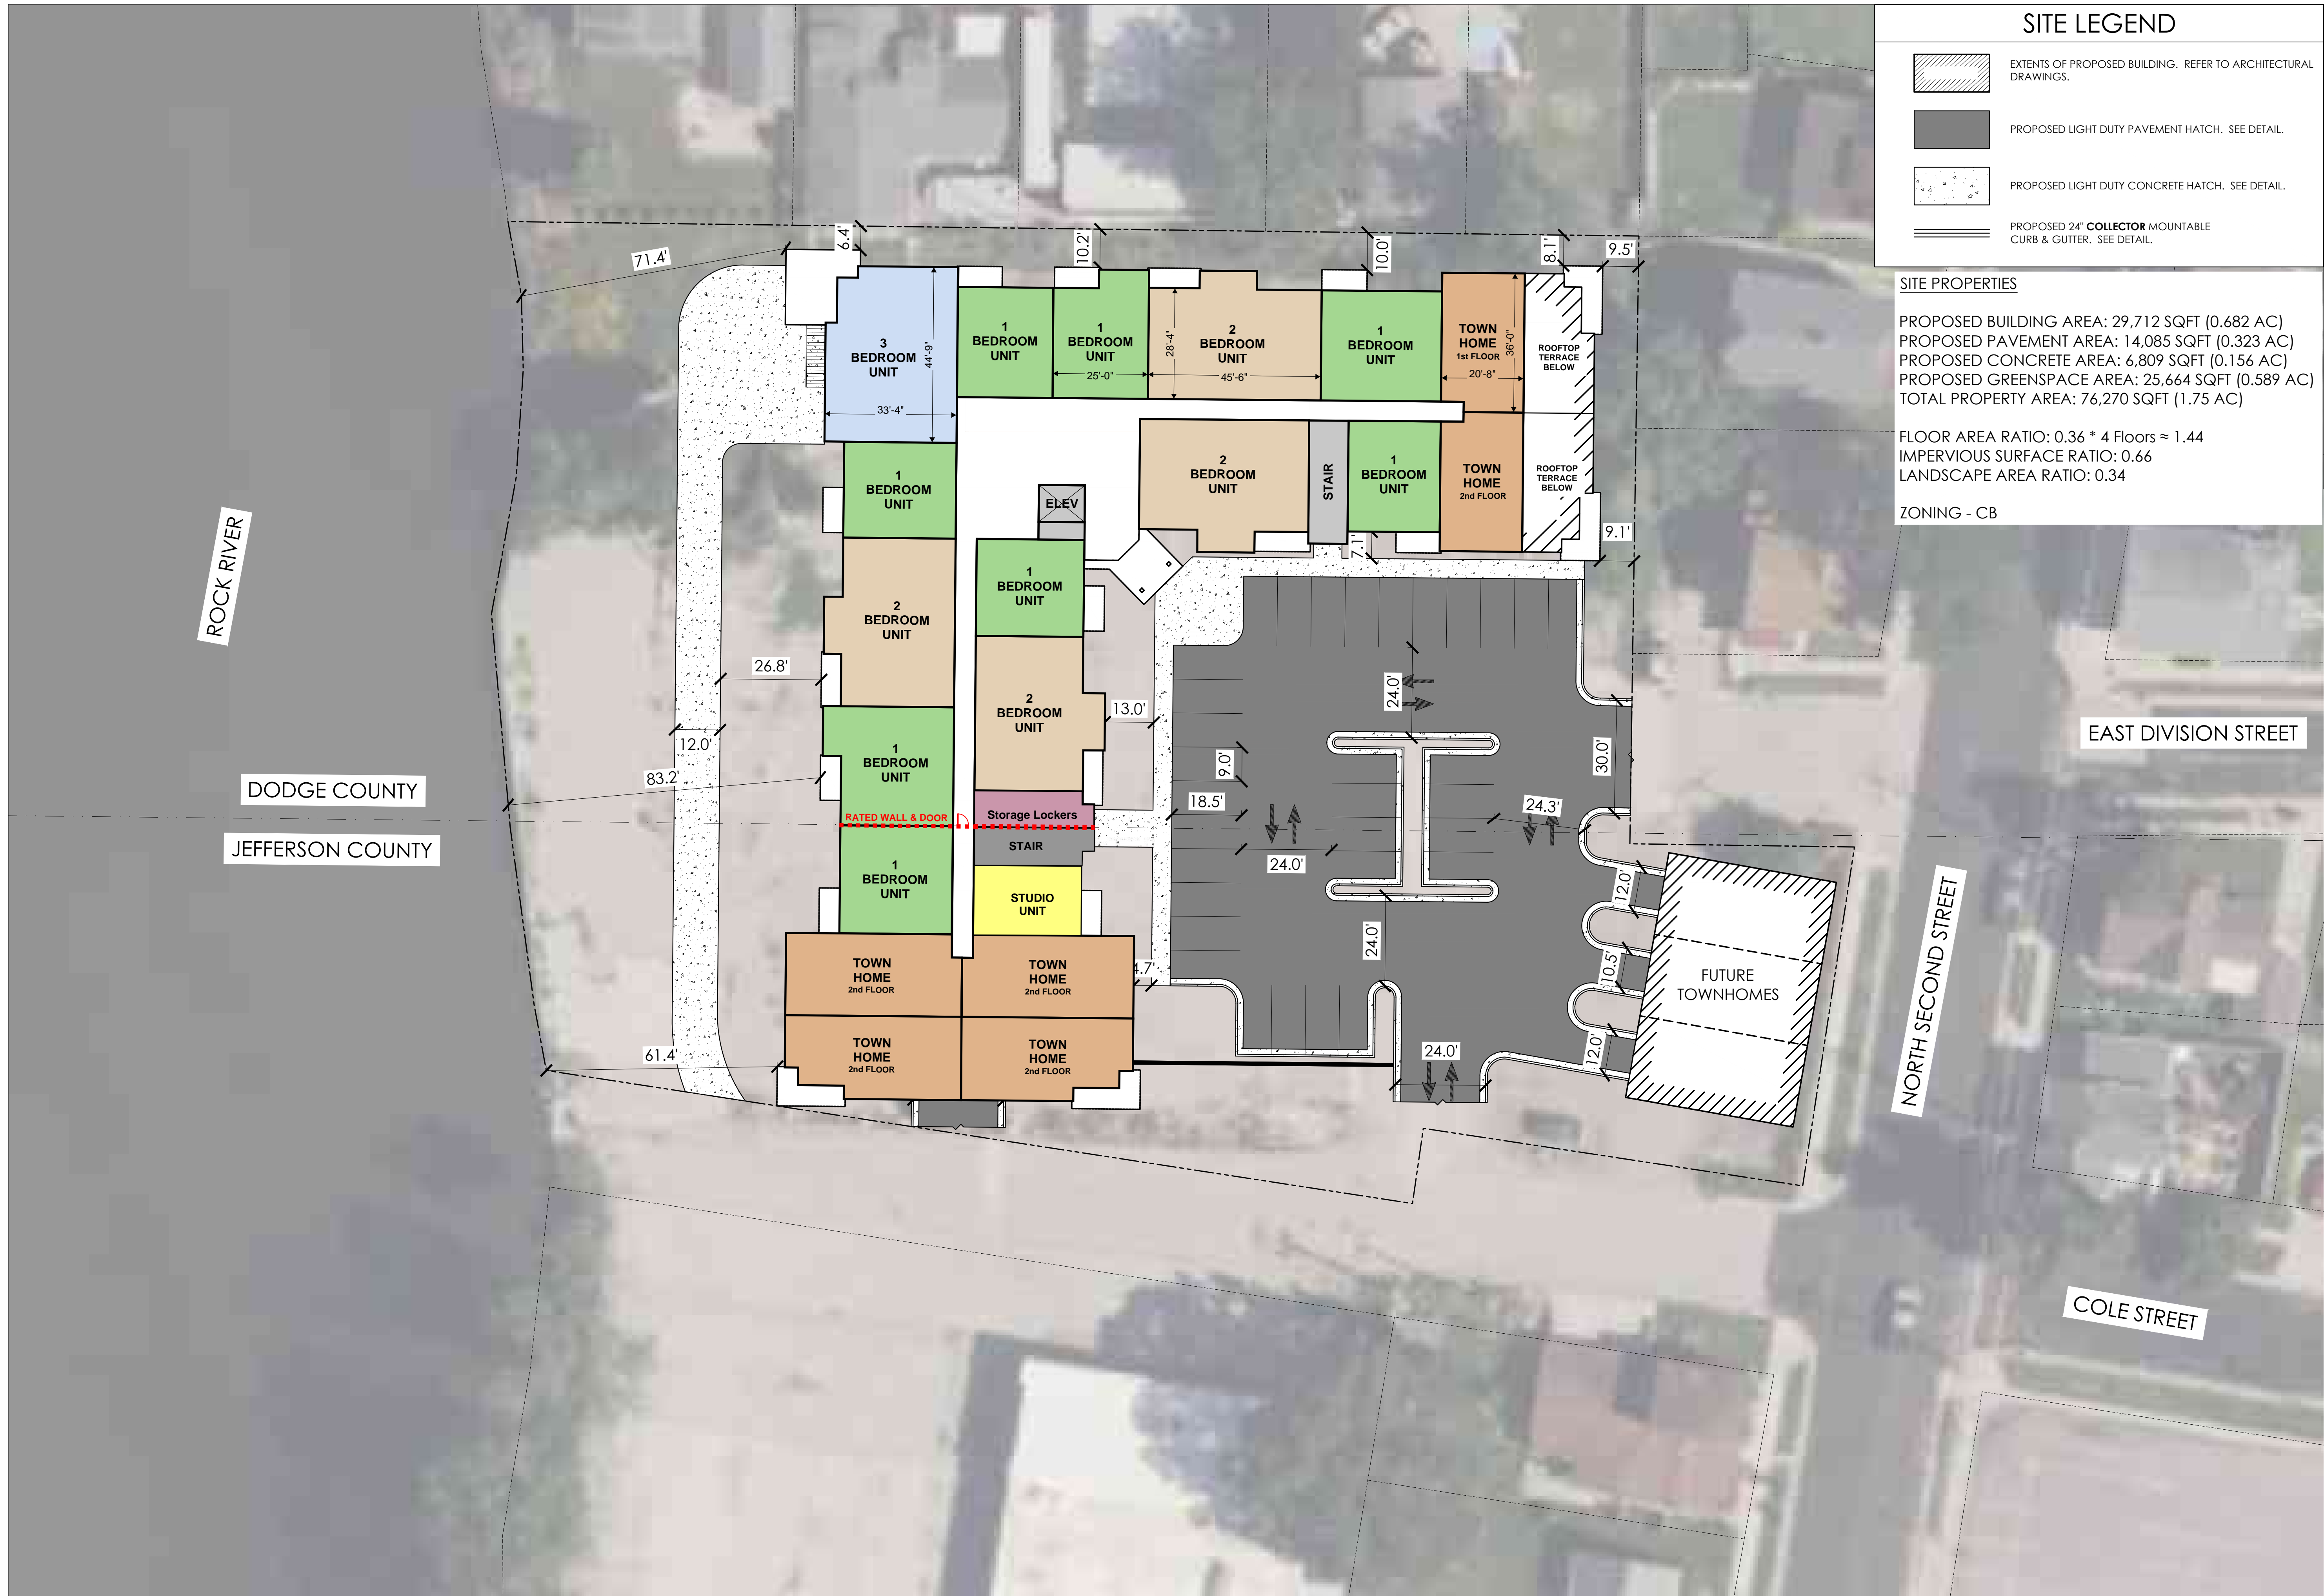 SITE LEGEND
EXTENTS OF PROPOSED BUILDING. REFER TO ARCHITECTURAL
DRAWINGS.
PROPOSED LIGHT DUTY PAVEMENT HATCH. SEE DETAIL.
PROPOSED LIGHT DUTY CONCRETE HATCH. SEE DETAIL.
PROPOSED 24" COLLECTOR MOUNTABLE
CURB & GUTTER. SEE DETAIL.
SITE PROPERTIES
PROPOSED BUILDING AREA: 29,712 SQFT (0.682 AC)
PROPOSED PAVEMENT AREA: 14,085 SQFT (0.323 AC)
PROPOSED CONCRETE AREA: 6,809 SQFT (0.156 AC)
PROPOSED GREENSPACE AREA: 25,664 SQFT (0.589 AC)
TOTAL PROPERTY AREA: 76,270 SQFT (1.75 AC)
FLOOR AREA RATIO: 0.36 * 4 Floors ≈ 1.44
IMPERVIOUS SURFACE RATIO: 0.66
LANDSCAPE AREA RATIO: 0.34
ZONING - CB
71.4'
6.4'
10.2'
10.0'
8.1'
9.5'
3
BEDROOM
UNIT
44'-9"
33'-4"
1
BEDROOM
UNIT
1
BEDROOM
UNIT
25'-0"
28'-4"
2
BEDROOM
UNIT
45'-6"
1
BEDROOM
UNIT
TOWN
HOME
1st FLOOR
36'-0"
20'-8"
ROOFTOP
TERRACE
BELOW
1
BEDROOM
UNIT
ELEV
2
BEDROOM
UNIT
STAIR
1
BEDROOM
UNIT
TOWN
HOME
2nd FLOOR
ROOFTOP
TERRACE
BELOW
7.1'
9.1'
ROCK RIVER
2
BEDROOM
UNIT
1
BEDROOM
UNIT
26.8'
12.0'
83.2'
2
BEDROOM
UNIT
13.0'
1
BEDROOM
UNIT
24.0'
9.0'
18.5'
24.0'
30.0'
24.3'
EAST DIVISION STREET
DODGE COUNTY
JEFFERSON COUNTY
RATED WALL & DOOR
Storage Lockers
STAIR
1
BEDROOM
UNIT
STUDIO
UNIT
24.0'
12.0'
10.5'
12.0'
FUTURE
TOWNHOMES
NORTH SECOND STREET
TOWN
HOME
2nd FLOOR
TOWN
HOME
2nd FLOOR
4.7'
TOWN
HOME
2nd FLOOR
TOWN
HOME
2nd FLOOR
61.4'
24.0'
COLE STREET